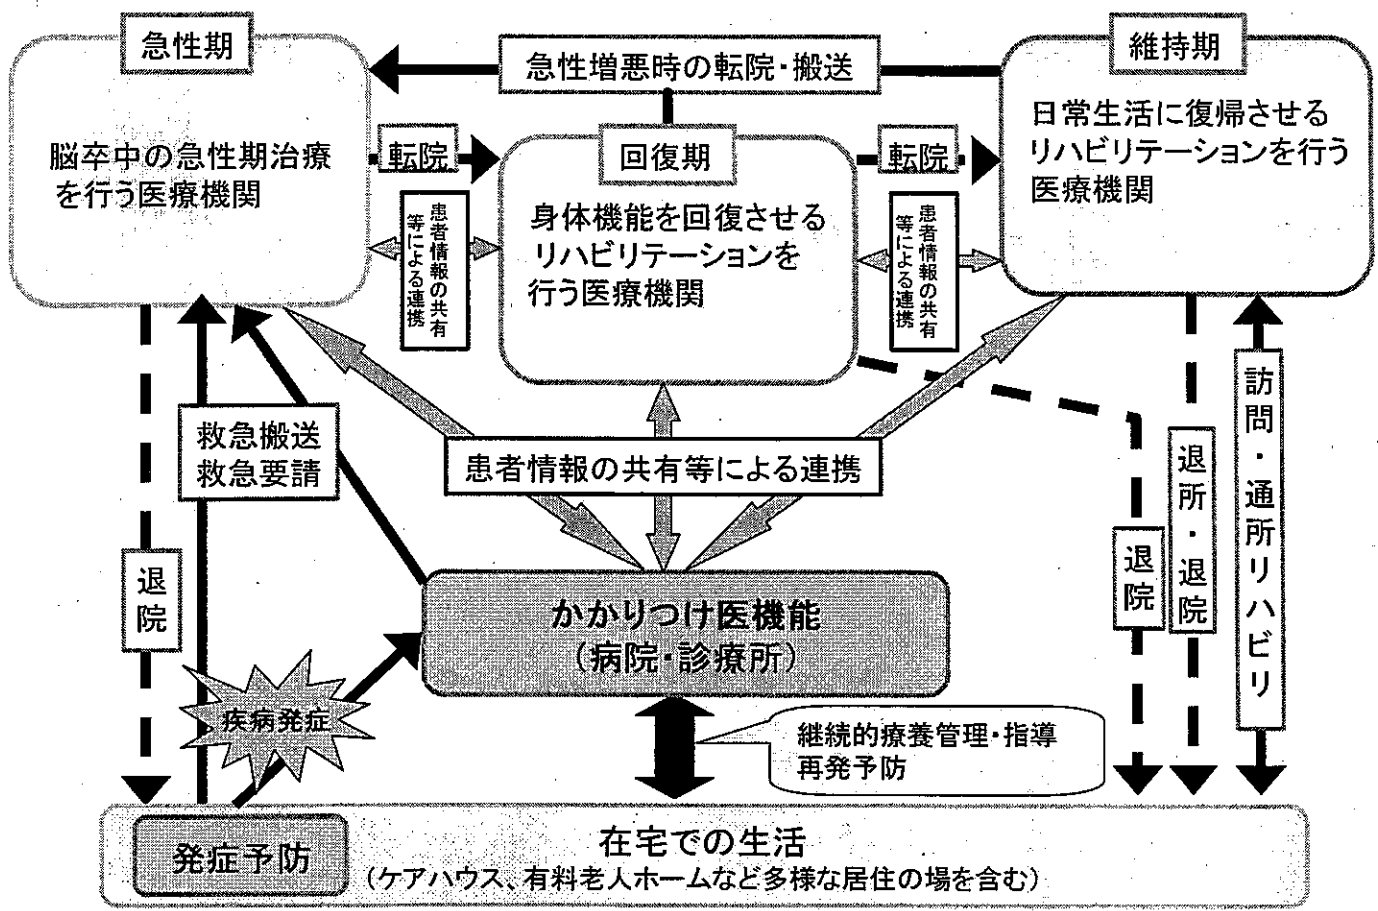 急性期
脳卒中の急性期治療
を行う医療機関
急性増悪時の転院・搬送
維持期
日常生活に復帰させる
リハビリテーションを行う
医療機関
転院
回復期
身体機能を回復させる
リハビリテーションを
行う医療機関
転院
患者情報の共有
等による連携
患者情報の共有
等による連携
救急搬送
救急要請
患者情報の共有等による連携
退院
退院
退所・退院
訪問・通所リハビリ
かかりつけ医機能
(病院・診療所)
疾病発症
継続的療養管理・指導
再発予防
発症予防
在宅での生活
(ケアハウス、有料老人ホームなど多様な居住の場を含む)